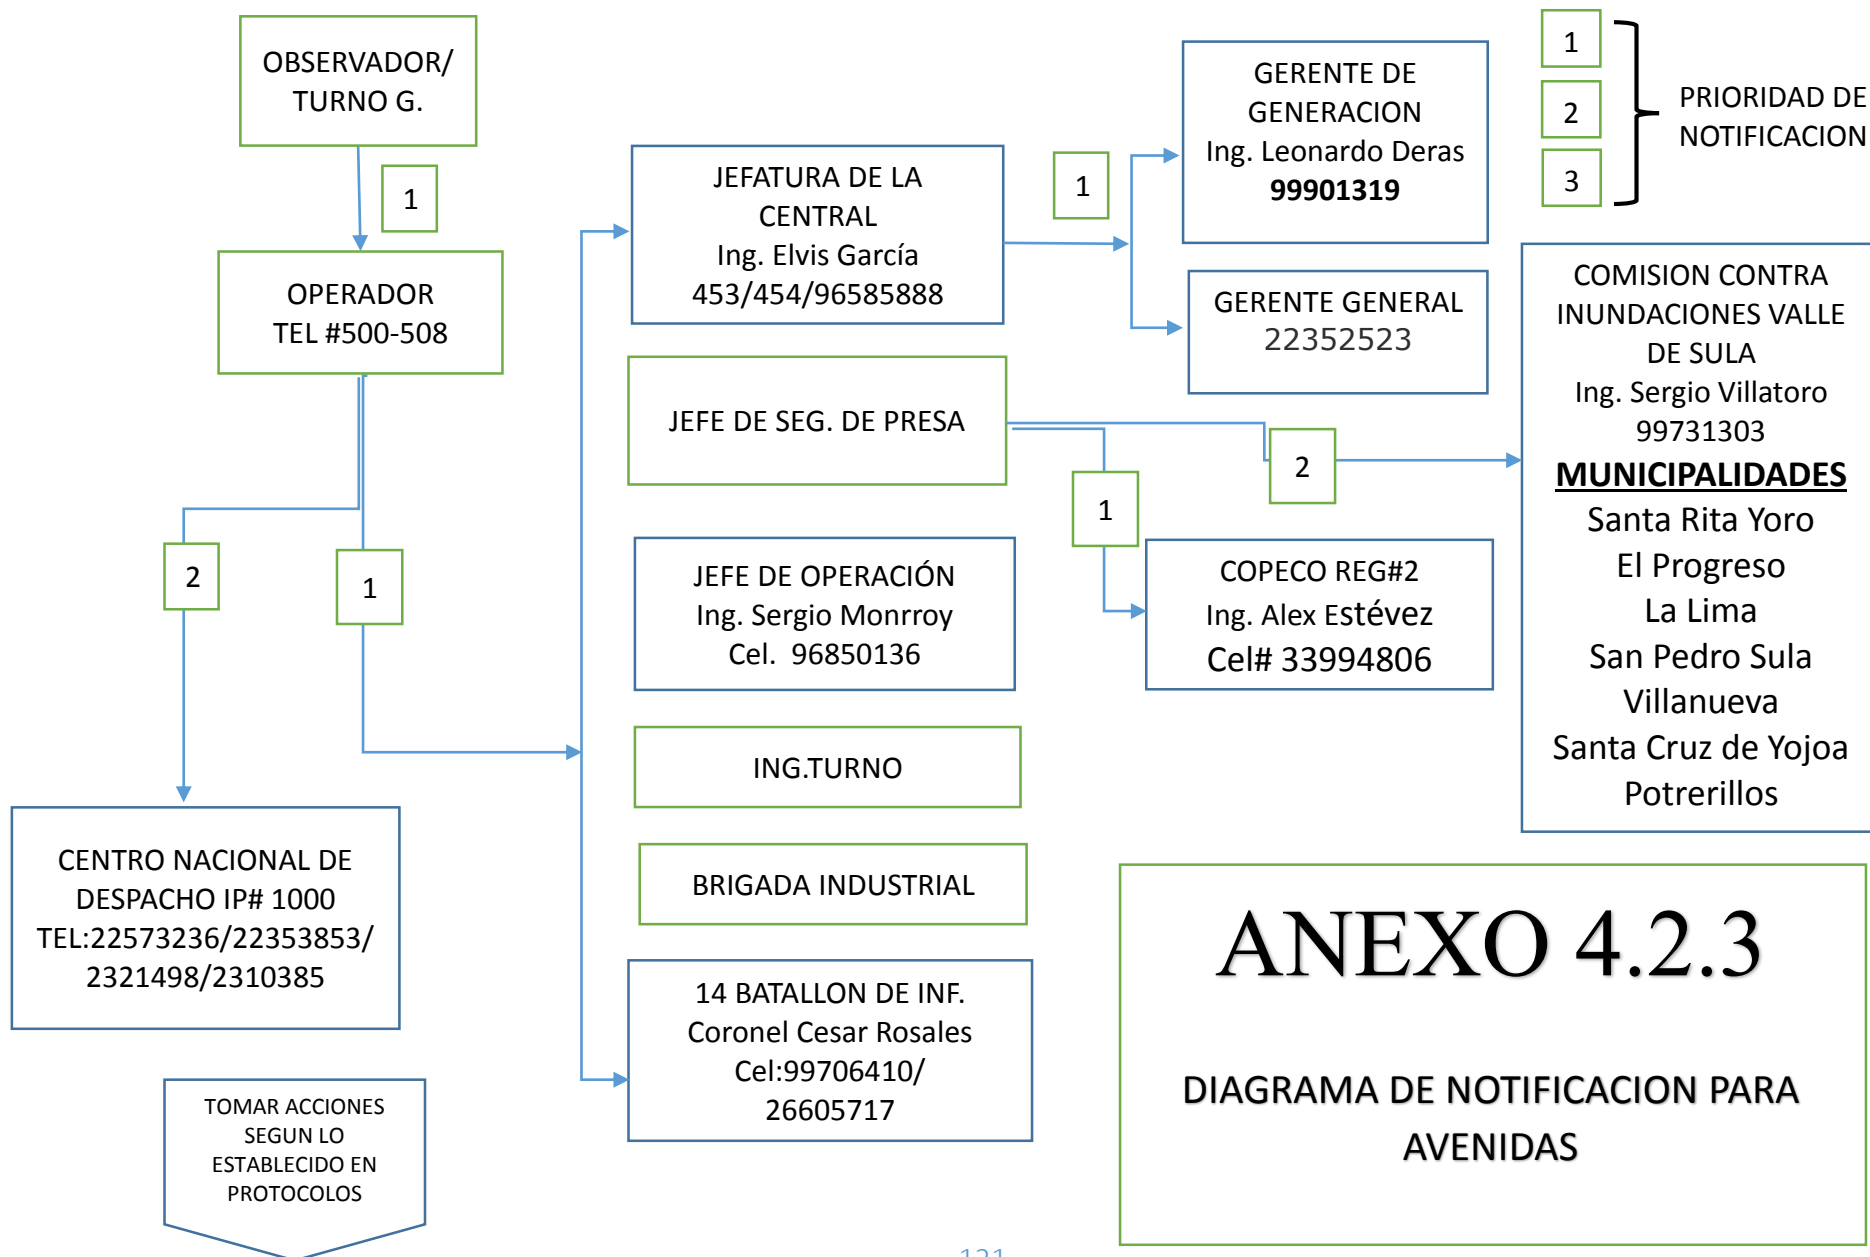 OBSERVADOR/
TURNO G.
1
OPERADOR
TEL #500-508
2
1
CENTRO NACIONAL DE
DESPACHO IP# 1000
TEL:22573236/22353853/
2321498/2310385
TOMAR ACCIONES
SEGUN LO
ESTABLECIDO EN
PROTOCOLOS
JEFATURA DE LA
CENTRAL
Ing. Elvis García
453/454/96585888
JEFE DE SEG. DE PRESA
JEFE DE OPERACIÓN
Ing. Sergio Monrroy
Cel.  96850136
ING.TURNO
BRIGADA INDUSTRIAL
14 BATALLON DE INF.
Coronel Cesar Rosales
Cel:99706410/
26605717
1
GERENTE DE
GENERACION
Ing. Leonardo Deras
99901319
GERENTE GENERAL
22352523
2
1
COPECO REG#2
Ing. Alex Estévez
Cel# 33994806
1
2
3
PRIORIDAD DE
NOTIFICACION
COMISION CONTRA
INUNDACIONES VALLE
DE SULA
Ing. Sergio Villatoro
99731303
MUNICIPALIDADES
Santa Rita Yoro
El Progreso
La Lima
San Pedro Sula
Villanueva
Santa Cruz de Yojoa
Potrerillos
ANEXO 4.2.3
DIAGRAMA DE NOTIFICACION PARA
AVENIDAS